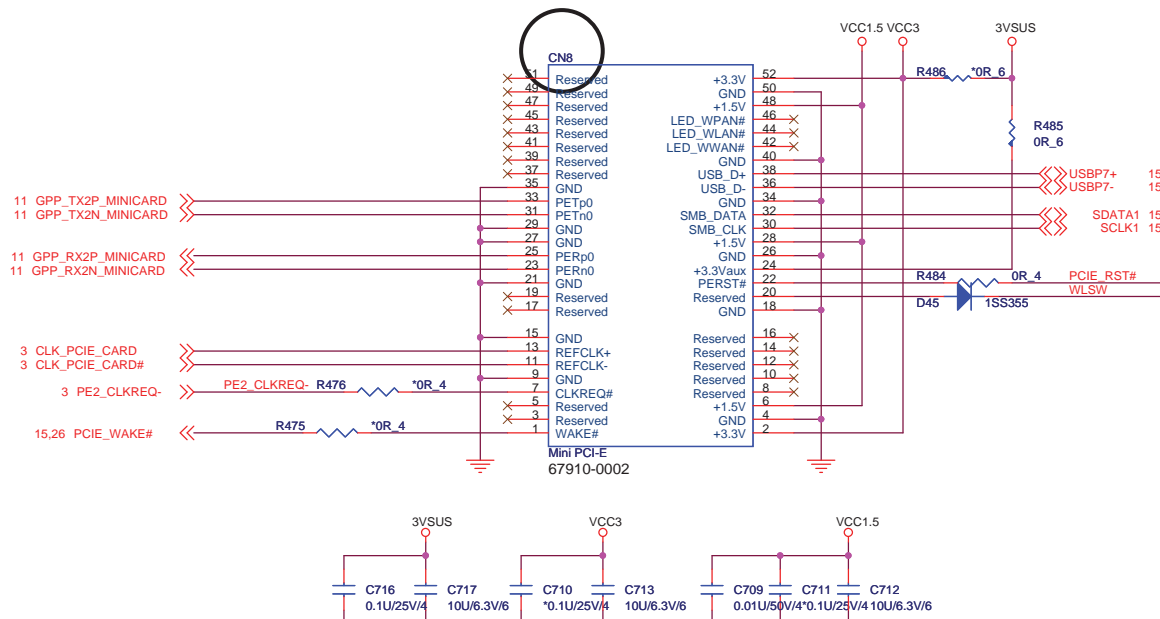 VCC1.5 VCC3 3VSUS
CN8
51 Reserved +3.3V 52 R486 *0R_6
49 Reserved GND 50
47 Reserved +1.5V 48
45 Reserved LED_WPAN# 46
43 Reserved LED_WLAN# 44 R485
41 Reserved LED_WWAN# 42 0R_6
39 Reserved GND 40
37 Reserved USB_D+ 38 USBP7+ 15
35 GND USB_D- 36 USBP7- 15
11 GPP_TX2P_MINICARD 33 PETp0 GND 34
11 GPP_TX2N_MINICARD 31 PETn0 SMB_DATA 32 SDATA1 15
29 GND SMB_CLK 30 SCLK1 15
27 GND +1.5V 28
11 GPP_RX2P_MINICARD 25 PERp0 GND 26
11 GPP_RX2N_MINICARD 23 PERn0 +3.3Vaux 24
21 GND PERST# 22 R484 0R_4 PCIE_RST#
19 Reserved Reserved 20 D45 1SS355 WLSW
17 Reserved GND 18
15 GND Reserved 16
3 CLK_PCIE_CARD 13 REFCLK+ Reserved 14
3 CLK_PCIE_CARD# 11 REFCLK- Reserved 12
9 GND Reserved 10
3 PE2_CLKREQ- PE2_CLKREQ- R476 *0R_4 7 CLKREQ# Reserved 8
5 Reserved +1.5V 6
3 Reserved GND 4
15,26 PCIE_WAKE# R475 *0R_4 1 WAKE# +3.3V 2
Mini PCI-E
67910-0002
3VSUS VCC3 VCC1.5
C716 C717 C710 C713 C709 C711 C712
0.1U/25V/4 10U/6.3V/6 *0.1U/25V/4 10U/6.3V/6 0.01U/50V/4 *0.1U/25V/4 10U/6.3V/6